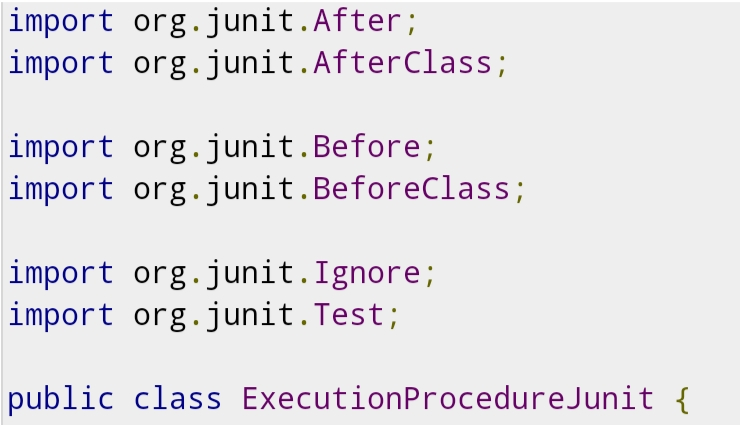 import org.junit.After;
import org.junit.AfterClass;
import org.junit.Before;
import org.junit.BeforeClass;
import org.junit.Ignore;
import org.junit.Test;
public class ExecutionProcedureJunit {